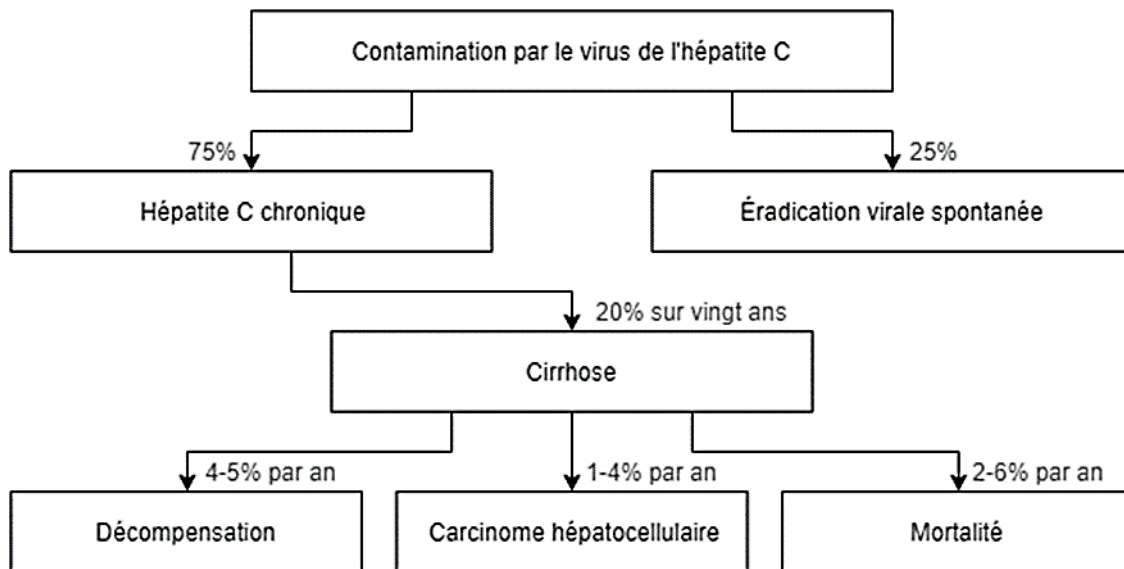 Contamination par le virus de l'hépatite C
75%
25%
Hépatite C chronique
Éradication virale spontanée
20% sur vingt ans
Cirrhose
4-5% par an
1-4% par an
2-6% par an
Décompensation
Carcinome hépatocellulaire
Mortalité